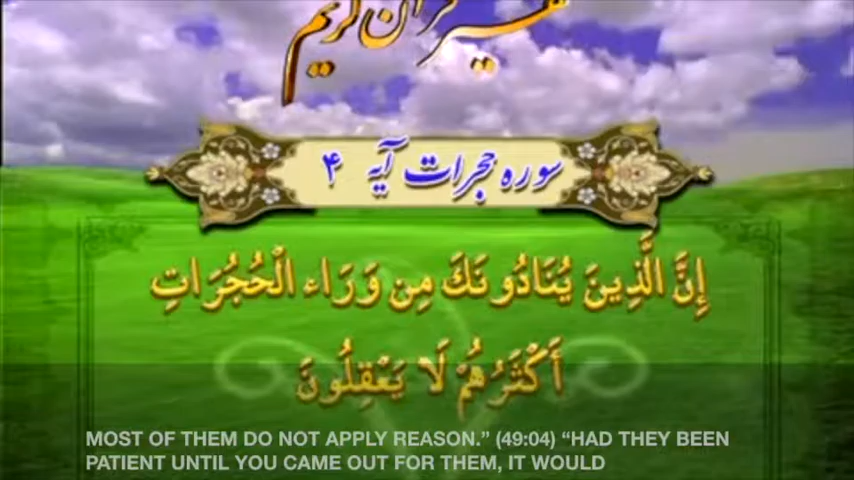 تفسیر قرآن کریم
سوره حجرات آیه ۴
إِنَّ الَّذِينَ يُنَادُونَكَ مِن وَرَاء الْحُجُرَاتِ
أَكْثَرُهُمْ لَا يَعْقِلُونَ
MOST OF THEM DO NOT APPLY REASON.” (49:04) “HAD THEY BEEN
PATIENT UNTIL YOU CAME OUT FOR THEM, IT WOULD